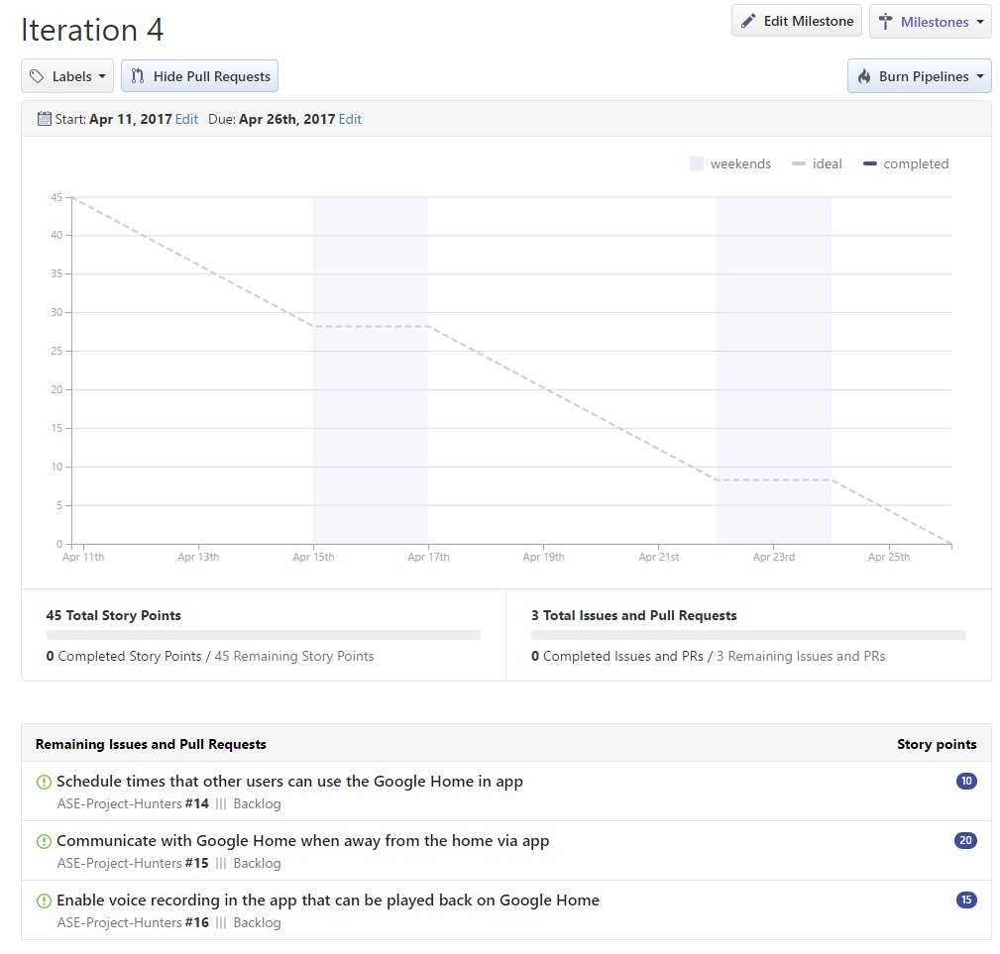 Iteration 4
Edit Milestone
Milestones
Labels
Hide Pull Requests
Burn Pipelines
Start: Apr 11, 2017 Edit Due: Apr 26th, 2017 Edit
weekends ideal completed
45
40
35
30
25
20
15
10
5
0
Apr 11th Apr 13th Apr 15th Apr 17th Apr 19th Apr 21st Apr 23rd Apr 25th
45 Total Story Points
0 Completed Story Points / 45 Remaining Story Points
3 Total Issues and Pull Requests
0 Completed Issues and PRs / 3 Remaining Issues and PRs
Remaining Issues and Pull Requests Story points
Schedule times that other users can use the Google Home in app 10
ASE-Project-Hunters #14 Backlog
Communicate with Google Home when away from the home via app 20
ASE-Project-Hunters #15 Backlog
Enable voice recording in the app that can be played back on Google Home 15
ASE-Project-Hunters #16 Backlog